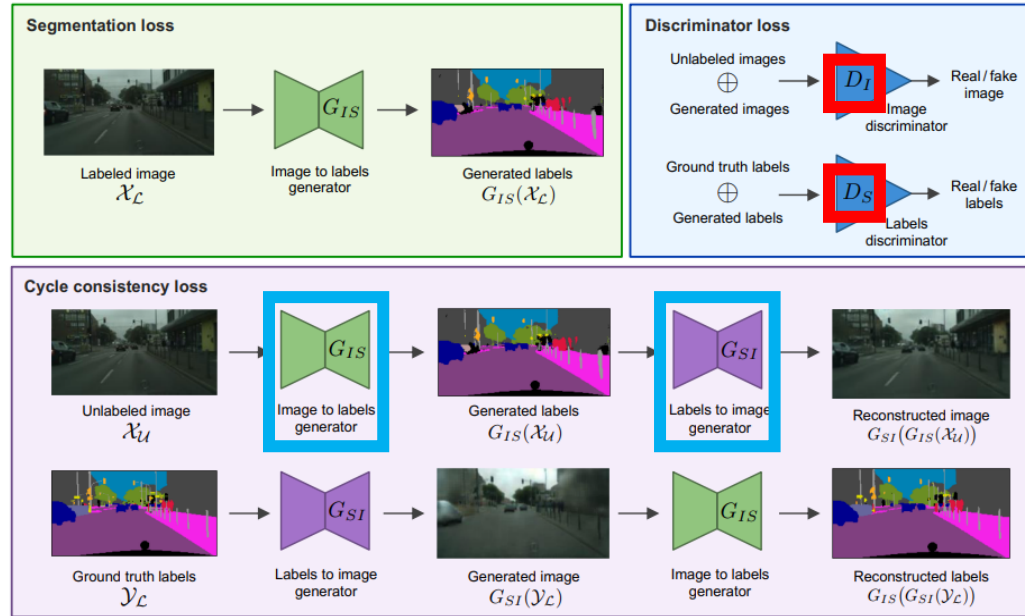 Segmentation loss
G_IS
Labeled image
𝒳_ℒ
Image to labels
generator
Generated labels
G_IS(𝒳_ℒ)
Discriminator loss
Unlabeled images
⊕
Generated images
D_I
Image
discriminator
Real / fake
image
Ground truth labels
⊕
Generated labels
D_S
Labels
discriminator
Real / fake
labels
Cycle consistency loss
G_IS
G_SI
Unlabeled image
𝒳_𝒰
Image to labels
generator
Generated labels
G_IS(𝒳_𝒰)
Labels to image
generator
Reconstructed image
G_SI(G_IS(𝒳_𝒰))
G_SI
G_IS
Ground truth labels
𝒴_ℒ
Labels to image
generator
Generated image
G_SI(𝒴_ℒ)
Image to labels
generator
Reconstructed labels
G_IS(G_SI(𝒴_ℒ))